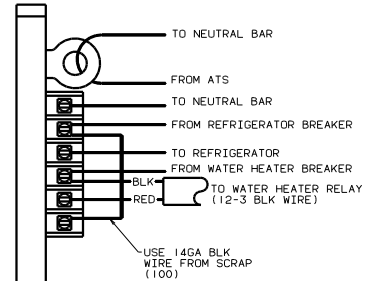 TO NEUTRAL BAR
FROM ATS
TO NEUTRAL BAR
FROM REFRIGERATOR BREAKER
TO REFRIGERATOR
FROM WATER HEATER BREAKER
BLK
TO WATER HEATER RELAY
RED
(12-3 BLK WIRE)
USE 14GA BLK
WIRE FROM SCRAP
(100)